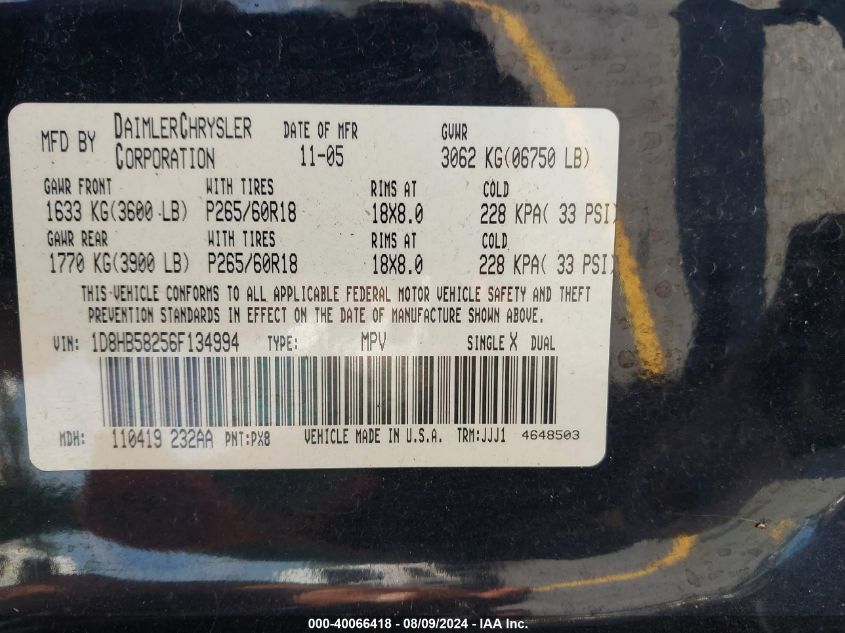 MFD BY DAIMLERCHRYSLER CORPORATION DATE OF MFR 11-05 GVWR 3062 KG(06750 LB)
GAWR FRONT WITH TIRES RIMS AT COLD
1633 KG(3600 LB) P265/60R18 18X8.0 228 KPA( 33 PSI)
GAWR REAR WITH TIRES RIMS AT COLD
1770 KG(3900 LB) P265/60R18 18X8.0 228 KPA( 33 PSI)
THIS VEHICLE CONFORMS TO ALL APPLICABLE FEDERAL MOTOR VEHICLE SAFETY AND THEFT
PREVENTION STANDARDS IN EFFECT ON THE DATE OF MANUFACTURE SHOWN ABOVE.
VIN: 1D8HB58256F134994 TYPE: MPV SINGLE X DUAL
MDH: 110419 232AA PNT:PX8 VEHICLE MADE IN U.S.A. TRM:JJJ1 4648503
000-40066418 - 08/09/2024 - IAA Inc.